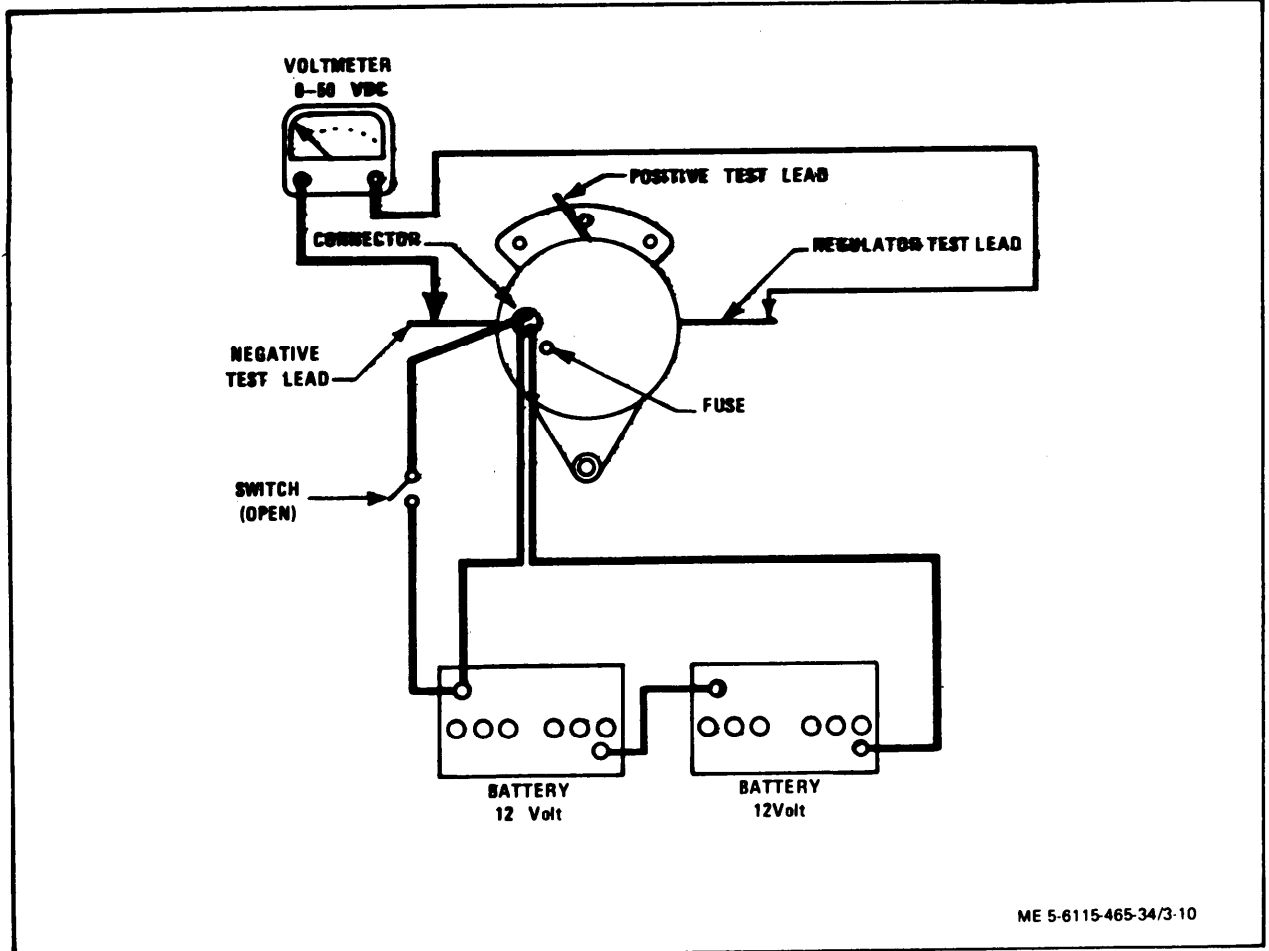 VOLTMETER
0-50 VDC
POSITIVE TEST LEAD
CONNECTOR
REGULATOR TEST LEAD
NEGATIVE
TEST LEAD
FUSE
SWITCH
(OPEN)
BATTERY
12 Volt
BATTERY
12Volt
ME 5-6115-465-34/3-10